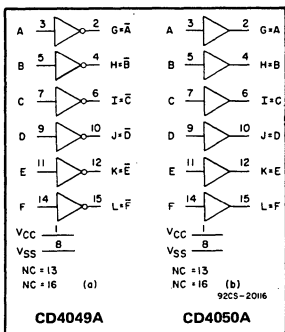 A 3 2 G=A̅
B 5 4 H=B̅
C 7 6 I=C̅
D 9 10 J=D̅
E 11 12 K=E̅
F 14 15 L=F̅
VCC 1
VSS 8
NC = 13
NC = 16 (a)
CD4049A
A 3 2 G=A
B 5 4 H=B
C 7 6 I=C
D 9 10 J=D
E 11 12 K=E
F 14 15 L=F
VCC 1
VSS 8
NC = 13
NC = 16 (b)
92CS-20116
CD4050A